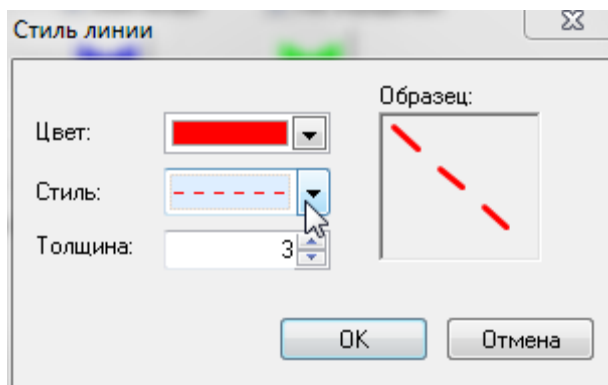 Стиль линии
Образец:
Цвет:
Стиль:
Толщина: 3
OK Отмена